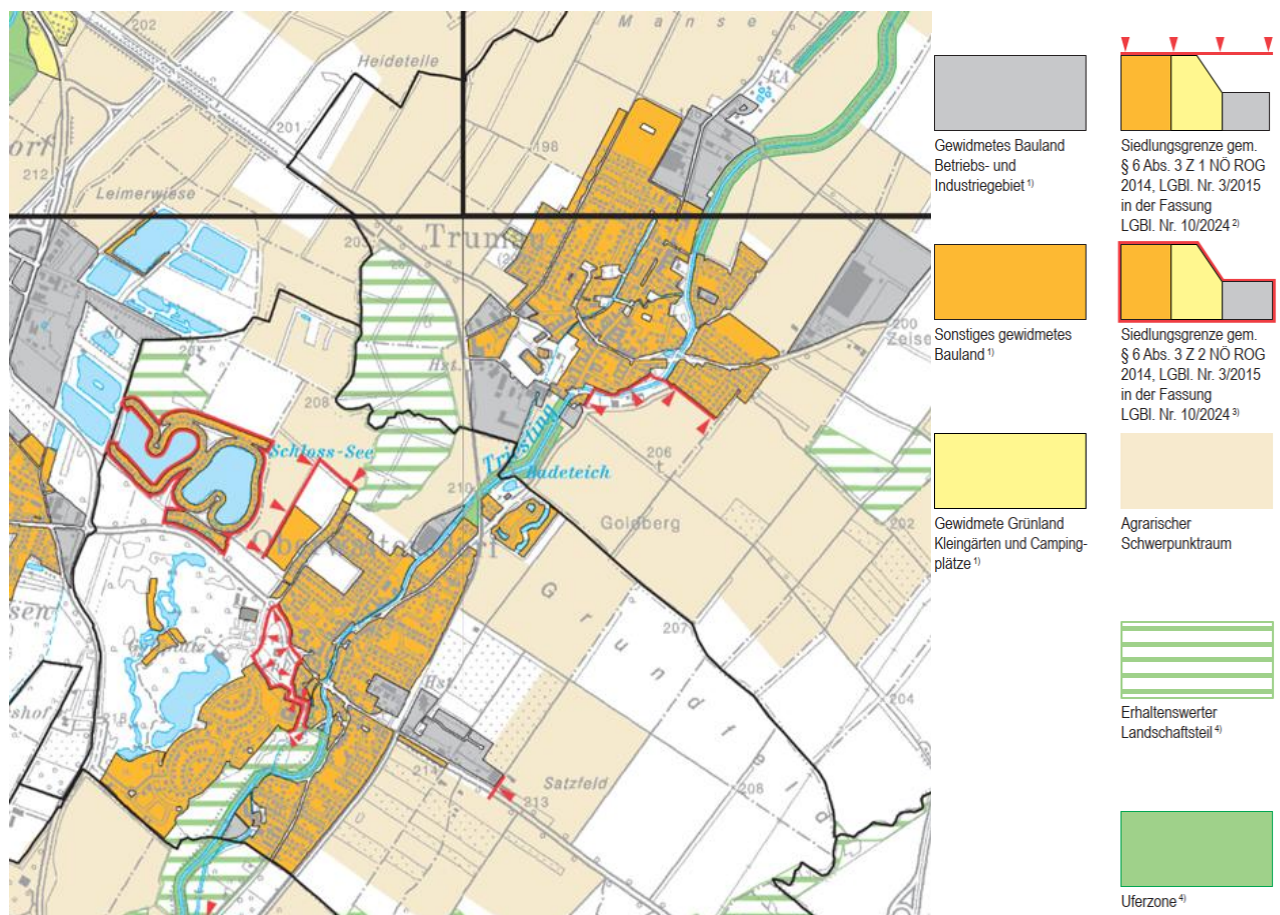 202
M a n s e
Heideteile
KA
201
198
212
Leimerwiese
203
Trumau
200
Hst.
208
Schloss-See
Triesting
206
Badeteich
210
Goldberg
202
Oberwaltersdorf
G r u n d f e l d
207
204
218
Hst.
214
Satzfeld
213
208
Gewidmetes Bauland
Betriebs- und
Industriegebiet 1)
Sonstiges gewidmetes
Bauland 1)
Gewidmete Grünland
Kleingärten und Camping-
plätze 1)
Siedlungsgrenze gem.
§ 6 Abs. 3 Z 1 NÖ ROG
2014, LGBl. Nr. 3/2015
in der Fassung
LGBl. Nr. 10/2024 2)
Siedlungsgrenze gem.
§ 6 Abs. 3 Z 2 NÖ ROG
2014, LGBl. Nr. 3/2015
in der Fassung
LGBl. Nr. 10/2024 3)
Agrarischer
Schwerpunktraum
Erhaltenswerter
Landschaftsteil 4)
Uferzone 4)